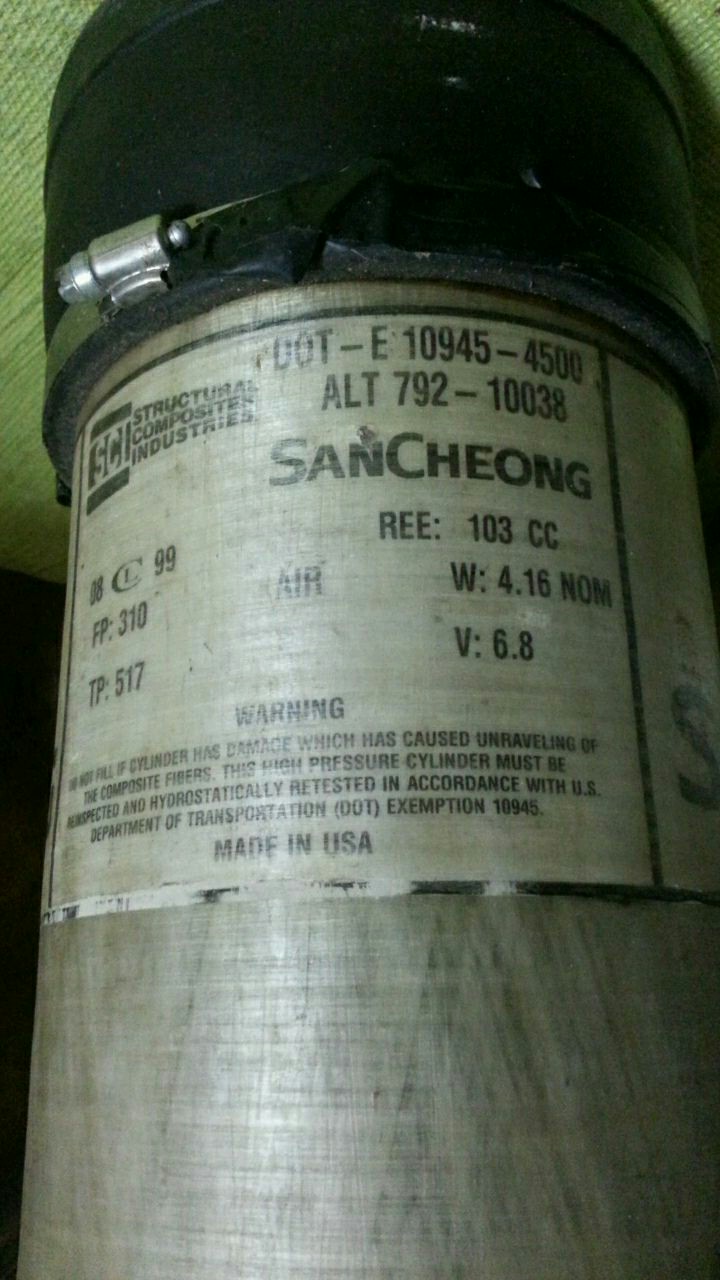 DOT-E 10945-4500
ALT 792-10038
SCI STRUCTURAL
COMPOSITES
INDUSTRIES
SANCHEONG
REE: 103 CC
08 99
AIR
W: 4.16 NOM
FP: 310
V: 6.8
TP: 517
WARNING
DO NOT FILL IF CYLINDER HAS DAMAGE WHICH HAS CAUSED UNRAVELING OF
THE COMPOSITE FIBERS. THIS HIGH PRESSURE CYLINDER MUST BE
REINSPECTED AND HYDROSTATICALLY RETESTED IN ACCORDANCE WITH U.S.
DEPARTMENT OF TRANSPORTATION (DOT) EXEMPTION 10945.
MADE IN USA